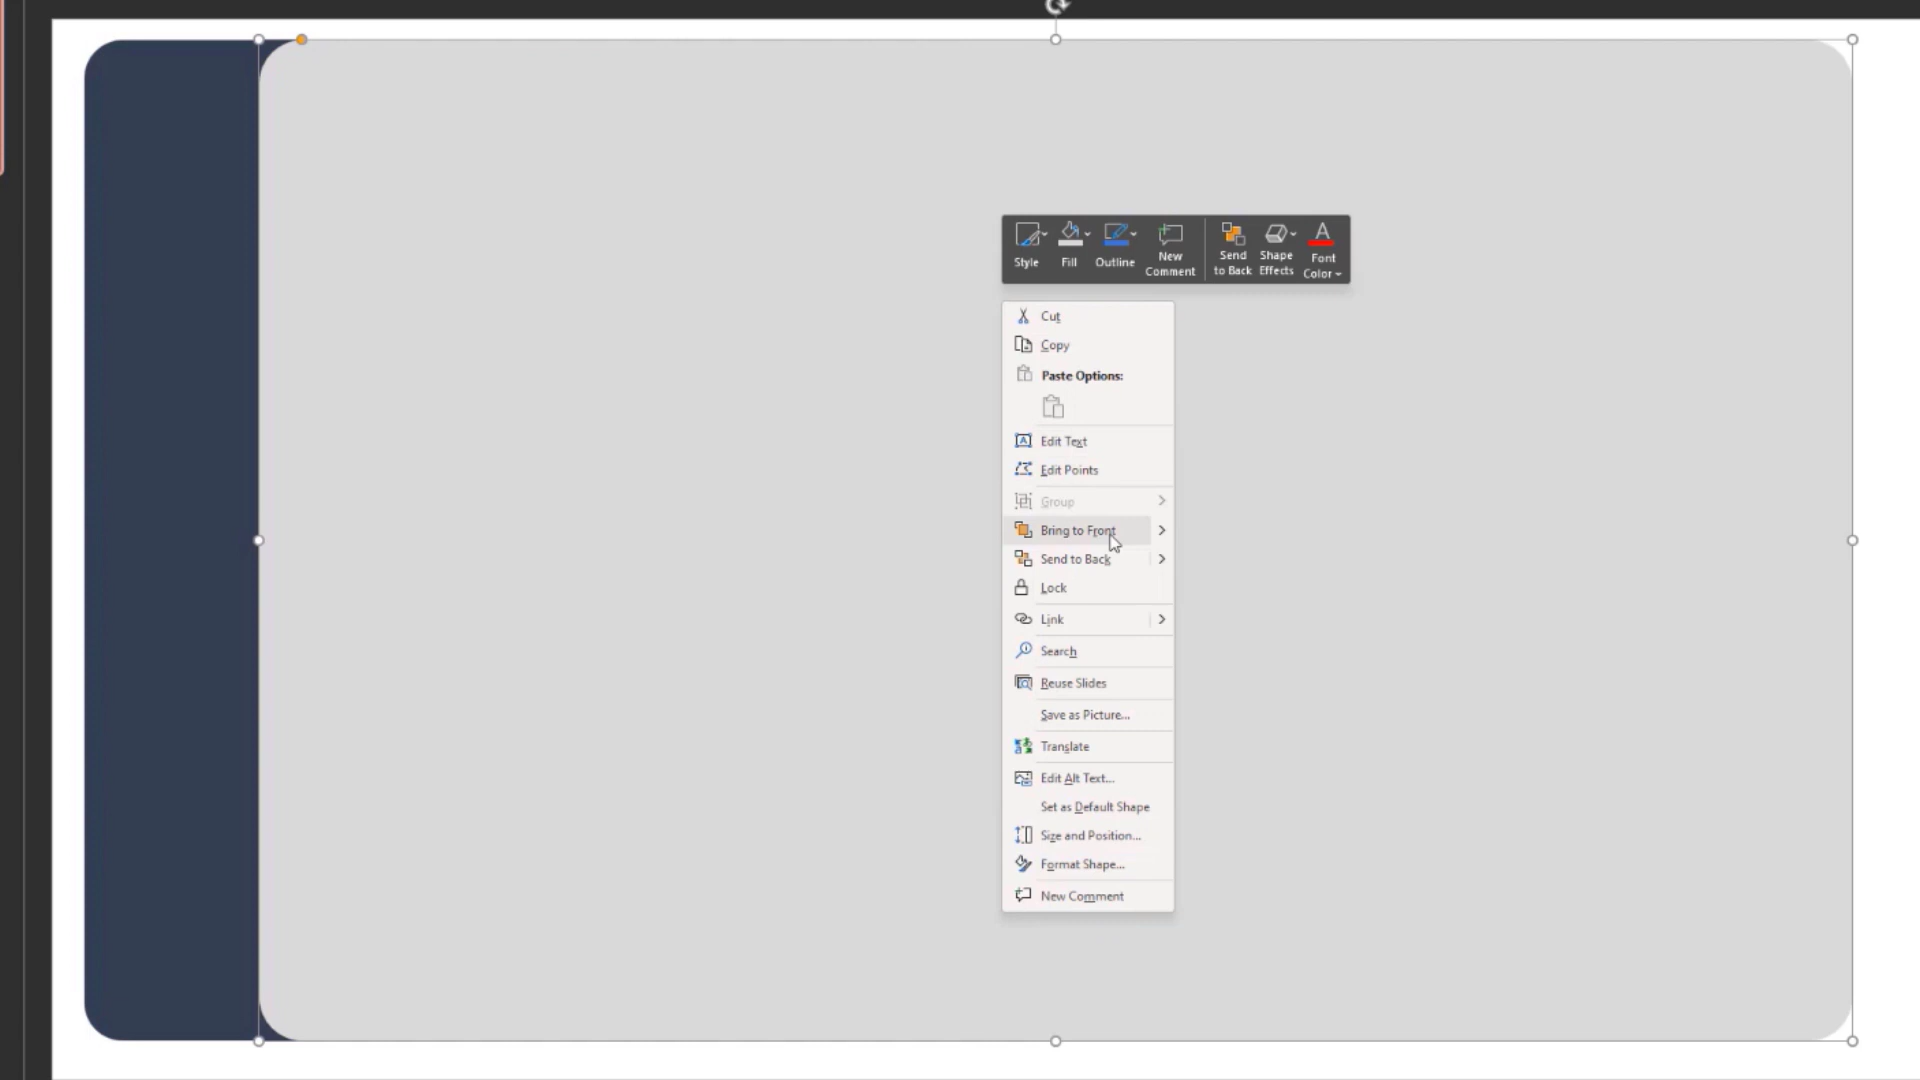 Style
Fill
Outline
New
Comment
Send
to Back
Shape
Effects
Font
Color
Cut
Copy
Paste Options:
Edit Text
Edit Points
Group
Bring to Front
Send to Back
Lock
Link
Search
Reuse Slides
Save as Picture...
Translate
Edit Alt Text...
Set as Default Shape
Size and Position...
Format Shape...
New Comment